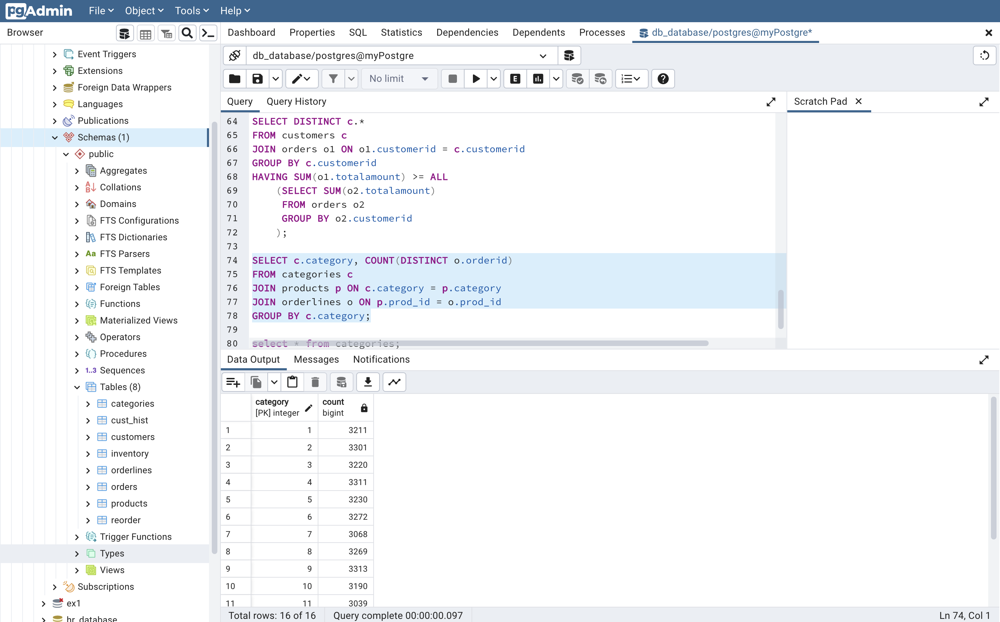 pgAdmin File Object Tools Help
Browser
Dashboard Properties SQL Statistics Dependencies Dependents Processes db_database/postgres@myPostgre*
Event Triggers
Extensions
Foreign Data Wrappers
Languages
Publications
Schemas (1)
public
Aggregates
Collations
Domains
FTS Configurations
FTS Dictionaries
Aa FTS Parsers
FTS Templates
Foreign Tables
Functions
Materialized Views
Operators
Procedures
1..3 Sequences
Tables (8)
categories
cust_hist
customers
inventory
orderlines
orders
products
reorder
Trigger Functions
Types
Views
Subscriptions
ex1
hr_database
db_database/postgres@myPostgre
No limit
E
Query Query History
Scratch Pad
64 SELECT DISTINCT c.*
65 FROM customers c
66 JOIN orders o1 ON o1.customerid = c.customerid
67 GROUP BY c.customerid
68 HAVING SUM(o1.totalamount) >= ALL
69 (SELECT SUM(o2.totalamount)
70 FROM orders o2
71 GROUP BY o2.customerid
72 );
73
74 SELECT c.category, COUNT(DISTINCT o.orderid)
75 FROM categories c
76 JOIN products p ON c.category = p.category
77 JOIN orderlines o ON p.prod_id = o.prod_id
78 GROUP BY c.category;
79
80 select * from categories;
Data Output Messages Notifications
category count
[PK] integer bigint
1 1 3211
2 2 3301
3 3 3220
4 4 3311
5 5 3230
6 6 3272
7 7 3068
8 8 3269
9 9 3313
10 10 3190
11 11 3039
Total rows: 16 of 16 Query complete 00:00:00.097 Ln 74, Col 1